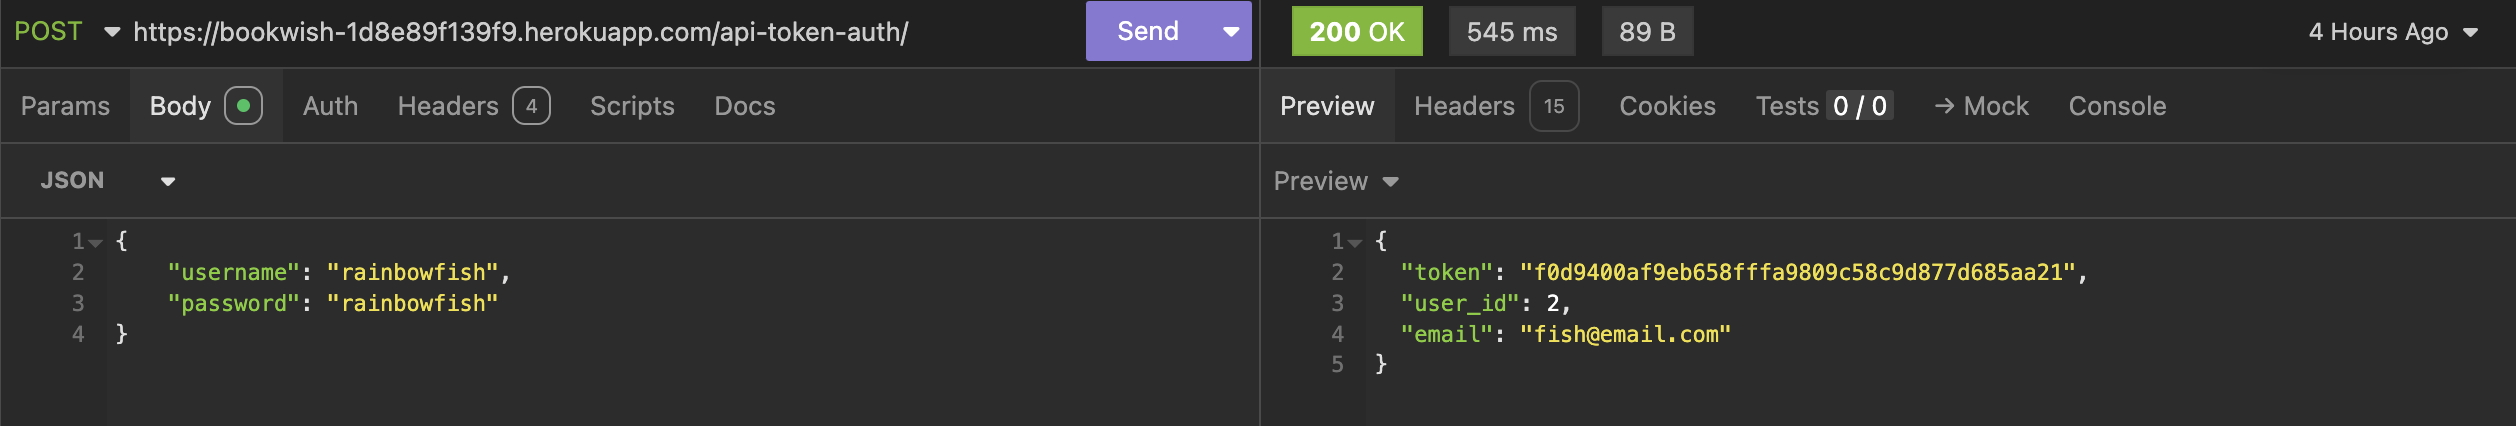 POST https://bookwish-1d8e89f139f9.herokuapp.com/api-token-auth/ Send
200 OK 545 ms 89 B 4 Hours Ago
Params Body Auth Headers 4 Scripts Docs
Preview Headers 15 Cookies Tests 0 / 0 → Mock Console
JSON
Preview
1 {
2 "username": "rainbowfish",
3 "password": "rainbowfish"
4 }
1 {
2 "token": "f0d9400af9eb658fffa9809c58c9d877d685aa21",
3 "user_id": 2,
4 "email": "fish@email.com"
5 }